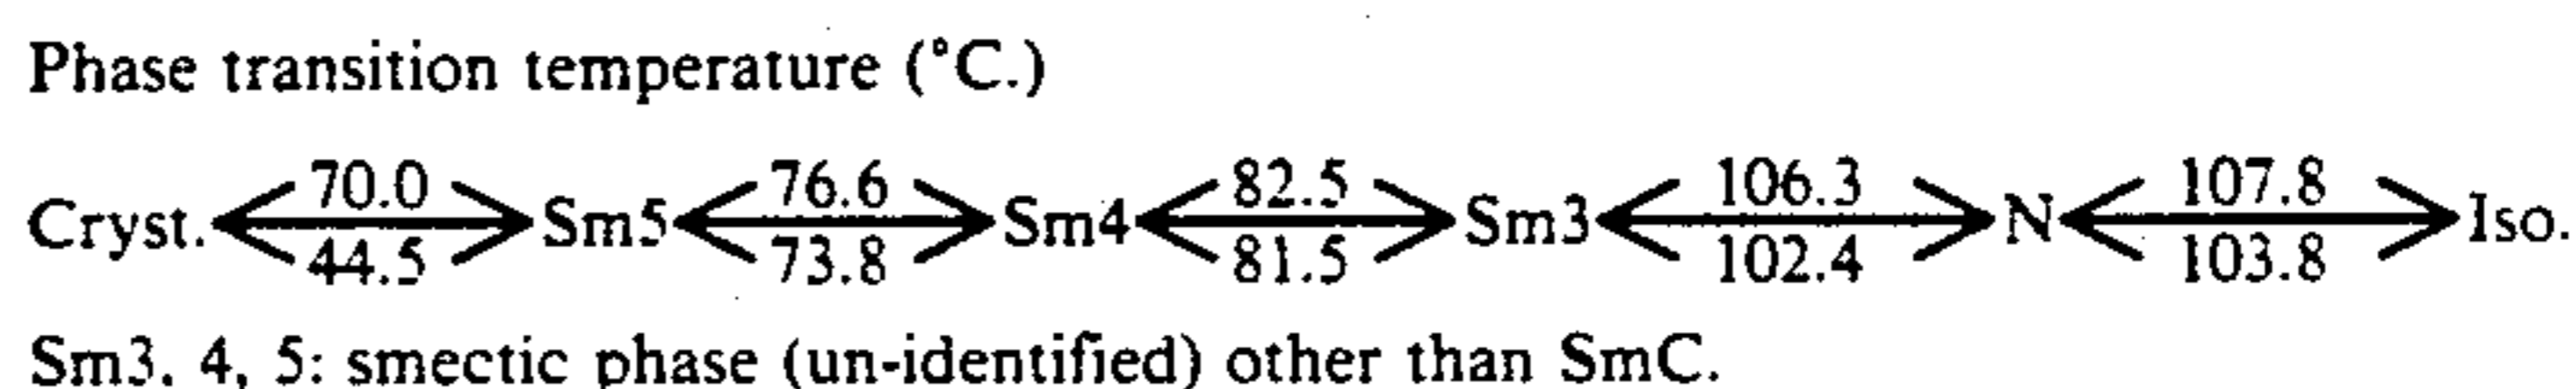 Phase transition temperature (°C.)
70.0 76.6 82.5 106.3 107.8
Cryst. Sm5 Sm4 Sm3 N Iso.
44.5 73.8 81.5 102.4 103.8
Sm3, 4, 5: smectic phase (un-identified) other than SmC.